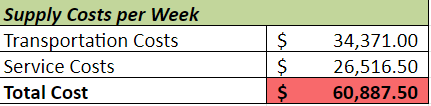 Supply Costs per Week
Transportation Costs $ 34,371.00
Service Costs $ 26,516.50
Total Cost $ 60,887.50